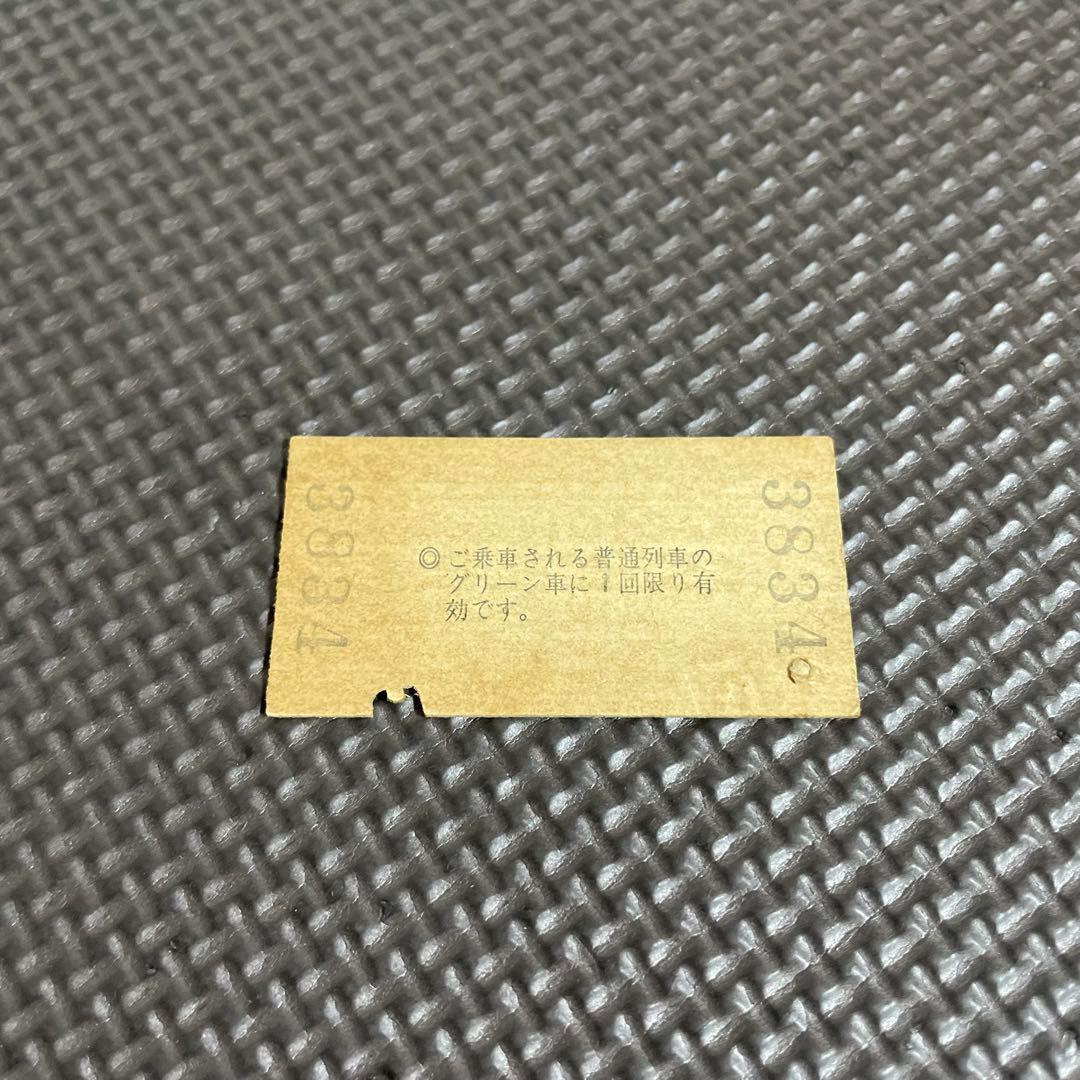 3834
◎ご乗車される普通列車の
グリーン車に1回限り有
効です。
3834